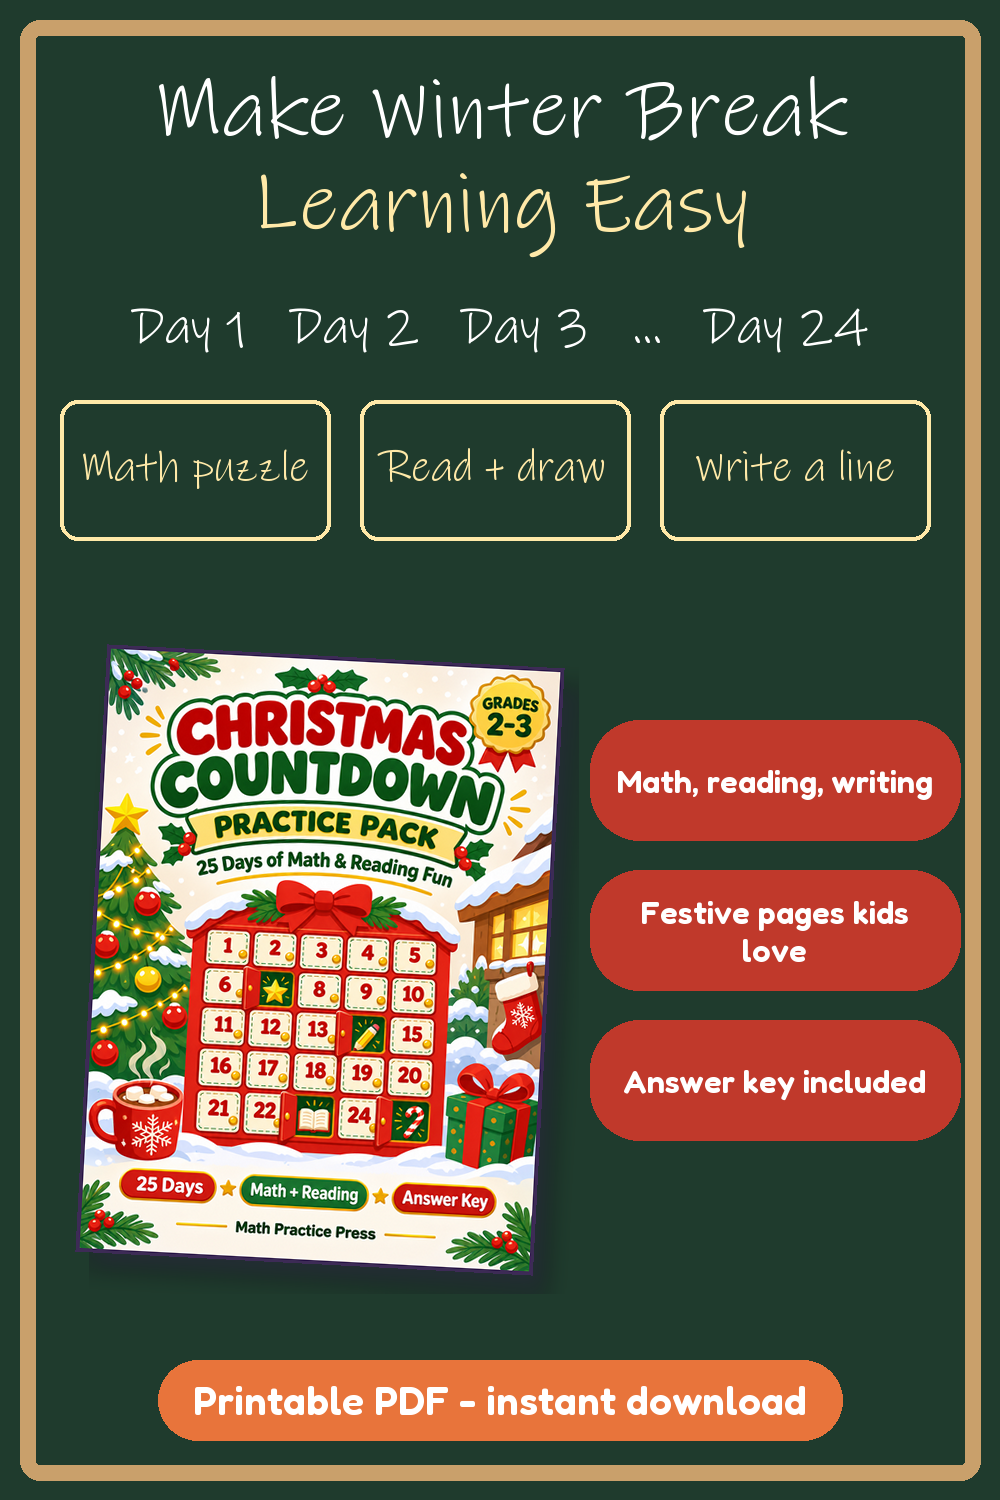 Make Winter Break
Learning Easy
Day 1 Day 2 Day 3 ... Day 24
Math puzzle
Read + draw
Write a line
CHRISTMAS
COUNTDOWN
PRACTICE PACK
25 Days of Math & Reading Fun
GRADES
2-3
1 2 3 4 5
6 8 9 10
11 12 13 15
16 17 18 19 20
21 22 24
25 Days
Math + Reading
Answer Key
Math Practice Press
Math, reading, writing
Festive pages kids
love
Answer key included
Printable PDF - instant download